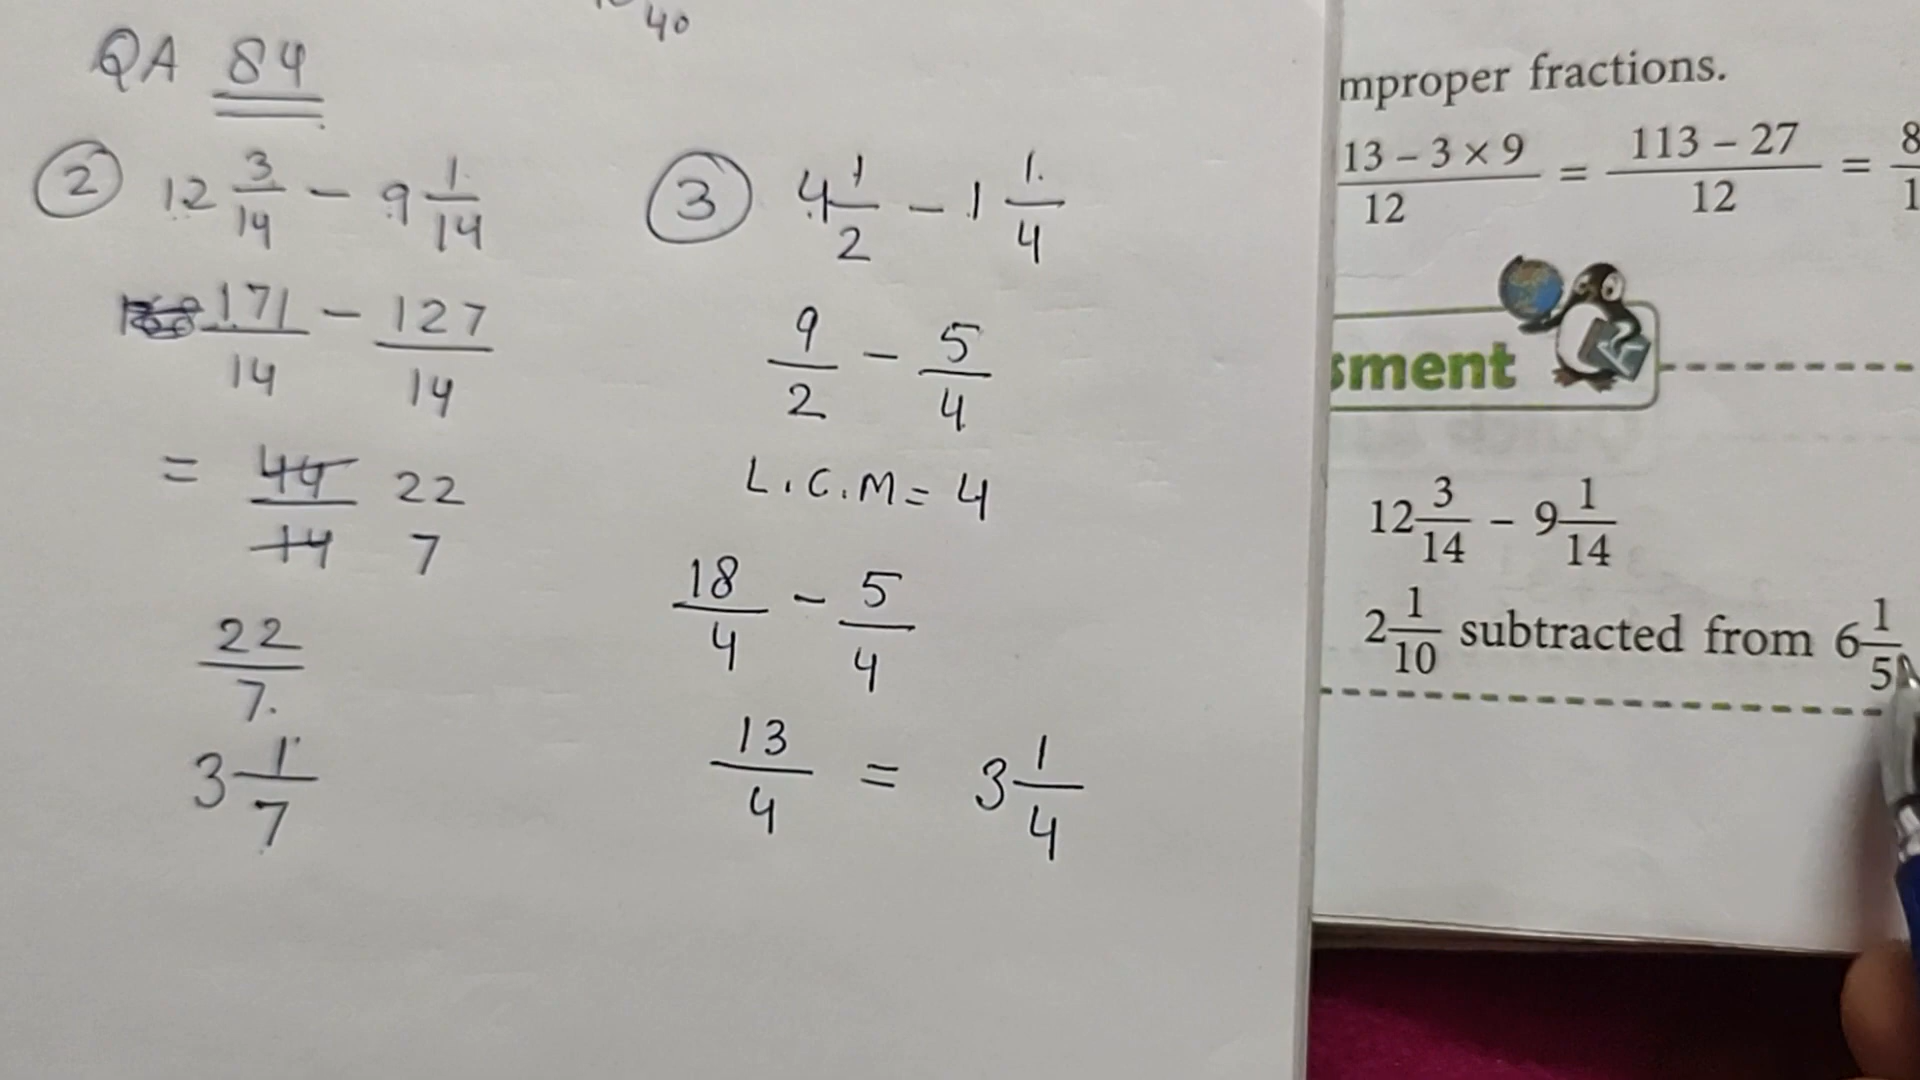 40
QA 84
② 12 3/14 - 9 1/14
171/14 - 127/14
= 44/14 22/7
22/7.
3 1/7
③ 4 1/2 - 1 1/4
9/2 - 5/4
L.C.M = 4
18/4 - 5/4
13/4 = 3 1/4
mproper fractions.
13 – 3 × 9/12 = 113 – 27/12 = 8
sment
12 3/14 – 9 1/14
2 1/10 subtracted from 6 1/5